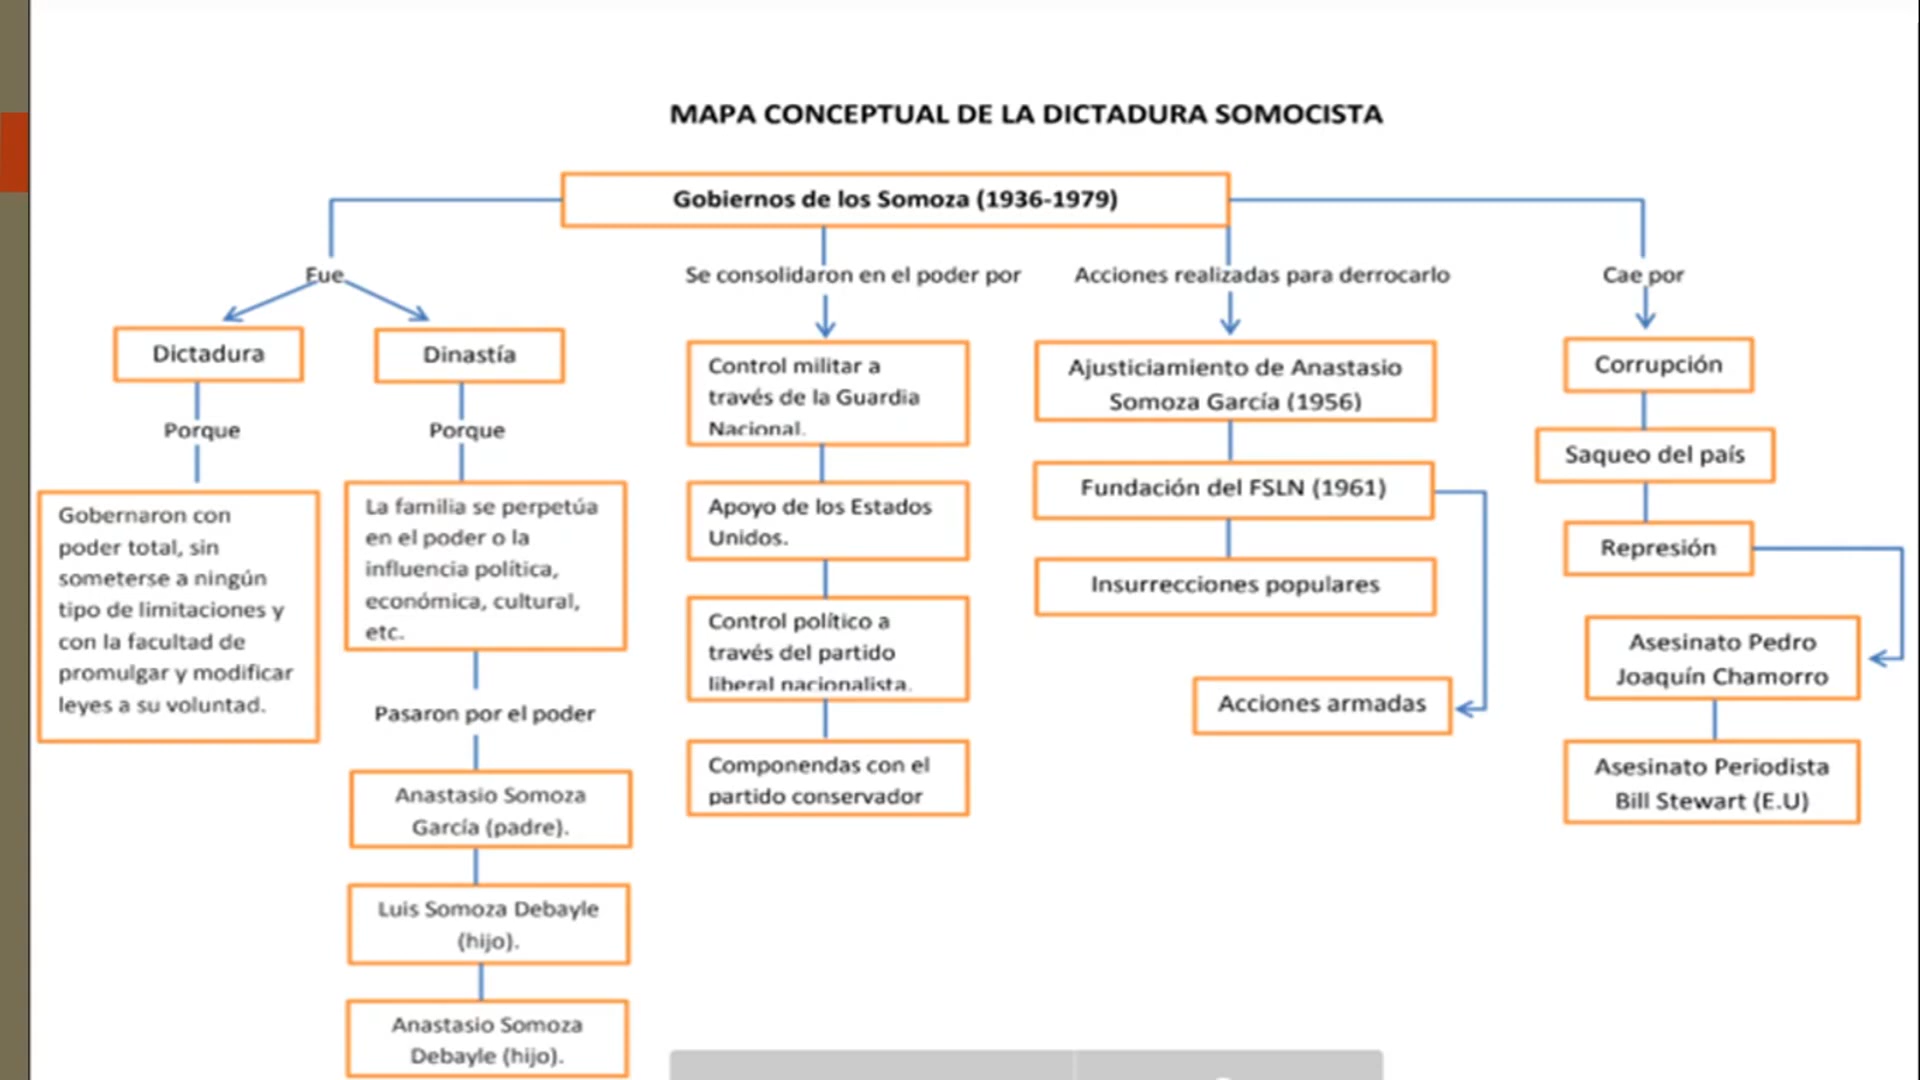 MAPA CONCEPTUAL DE LA DICTADURA SOMOCISTA
Gobiernos de los Somoza (1936-1979)
Fue
Dictadura
Porque
Gobernaron con
poder total, sin
someterse a ningún
tipo de limitaciones y
con la facultad de
promulgar y modificar
leyes a su voluntad.
Dinastía
Porque
La familia se perpetúa
en el poder o la
influencia política,
económica, cultural,
etc.
Pasaron por el poder
Anastasio Somoza
García (padre).
Luis Somoza Debayle
(hijo).
Anastasio Somoza
Debayle (hijo).
Se consolidaron en el poder por
Control militar a
través de la Guardia
Nacional.
Apoyo de los Estados
Unidos.
Control político a
través del partido
liberal nacionalista.
Componendas con el
partido conservador
Acciones realizadas para derrocarlo
Ajusticiamiento de Anastasio
Somoza García (1956)
Fundación del FSLN (1961)
Insurrecciones populares
Acciones armadas
Cae por
Corrupción
Saqueo del país
Represión
Asesinato Pedro
Joaquín Chamorro
Asesinato Periodista
Bill Stewart (E.U)